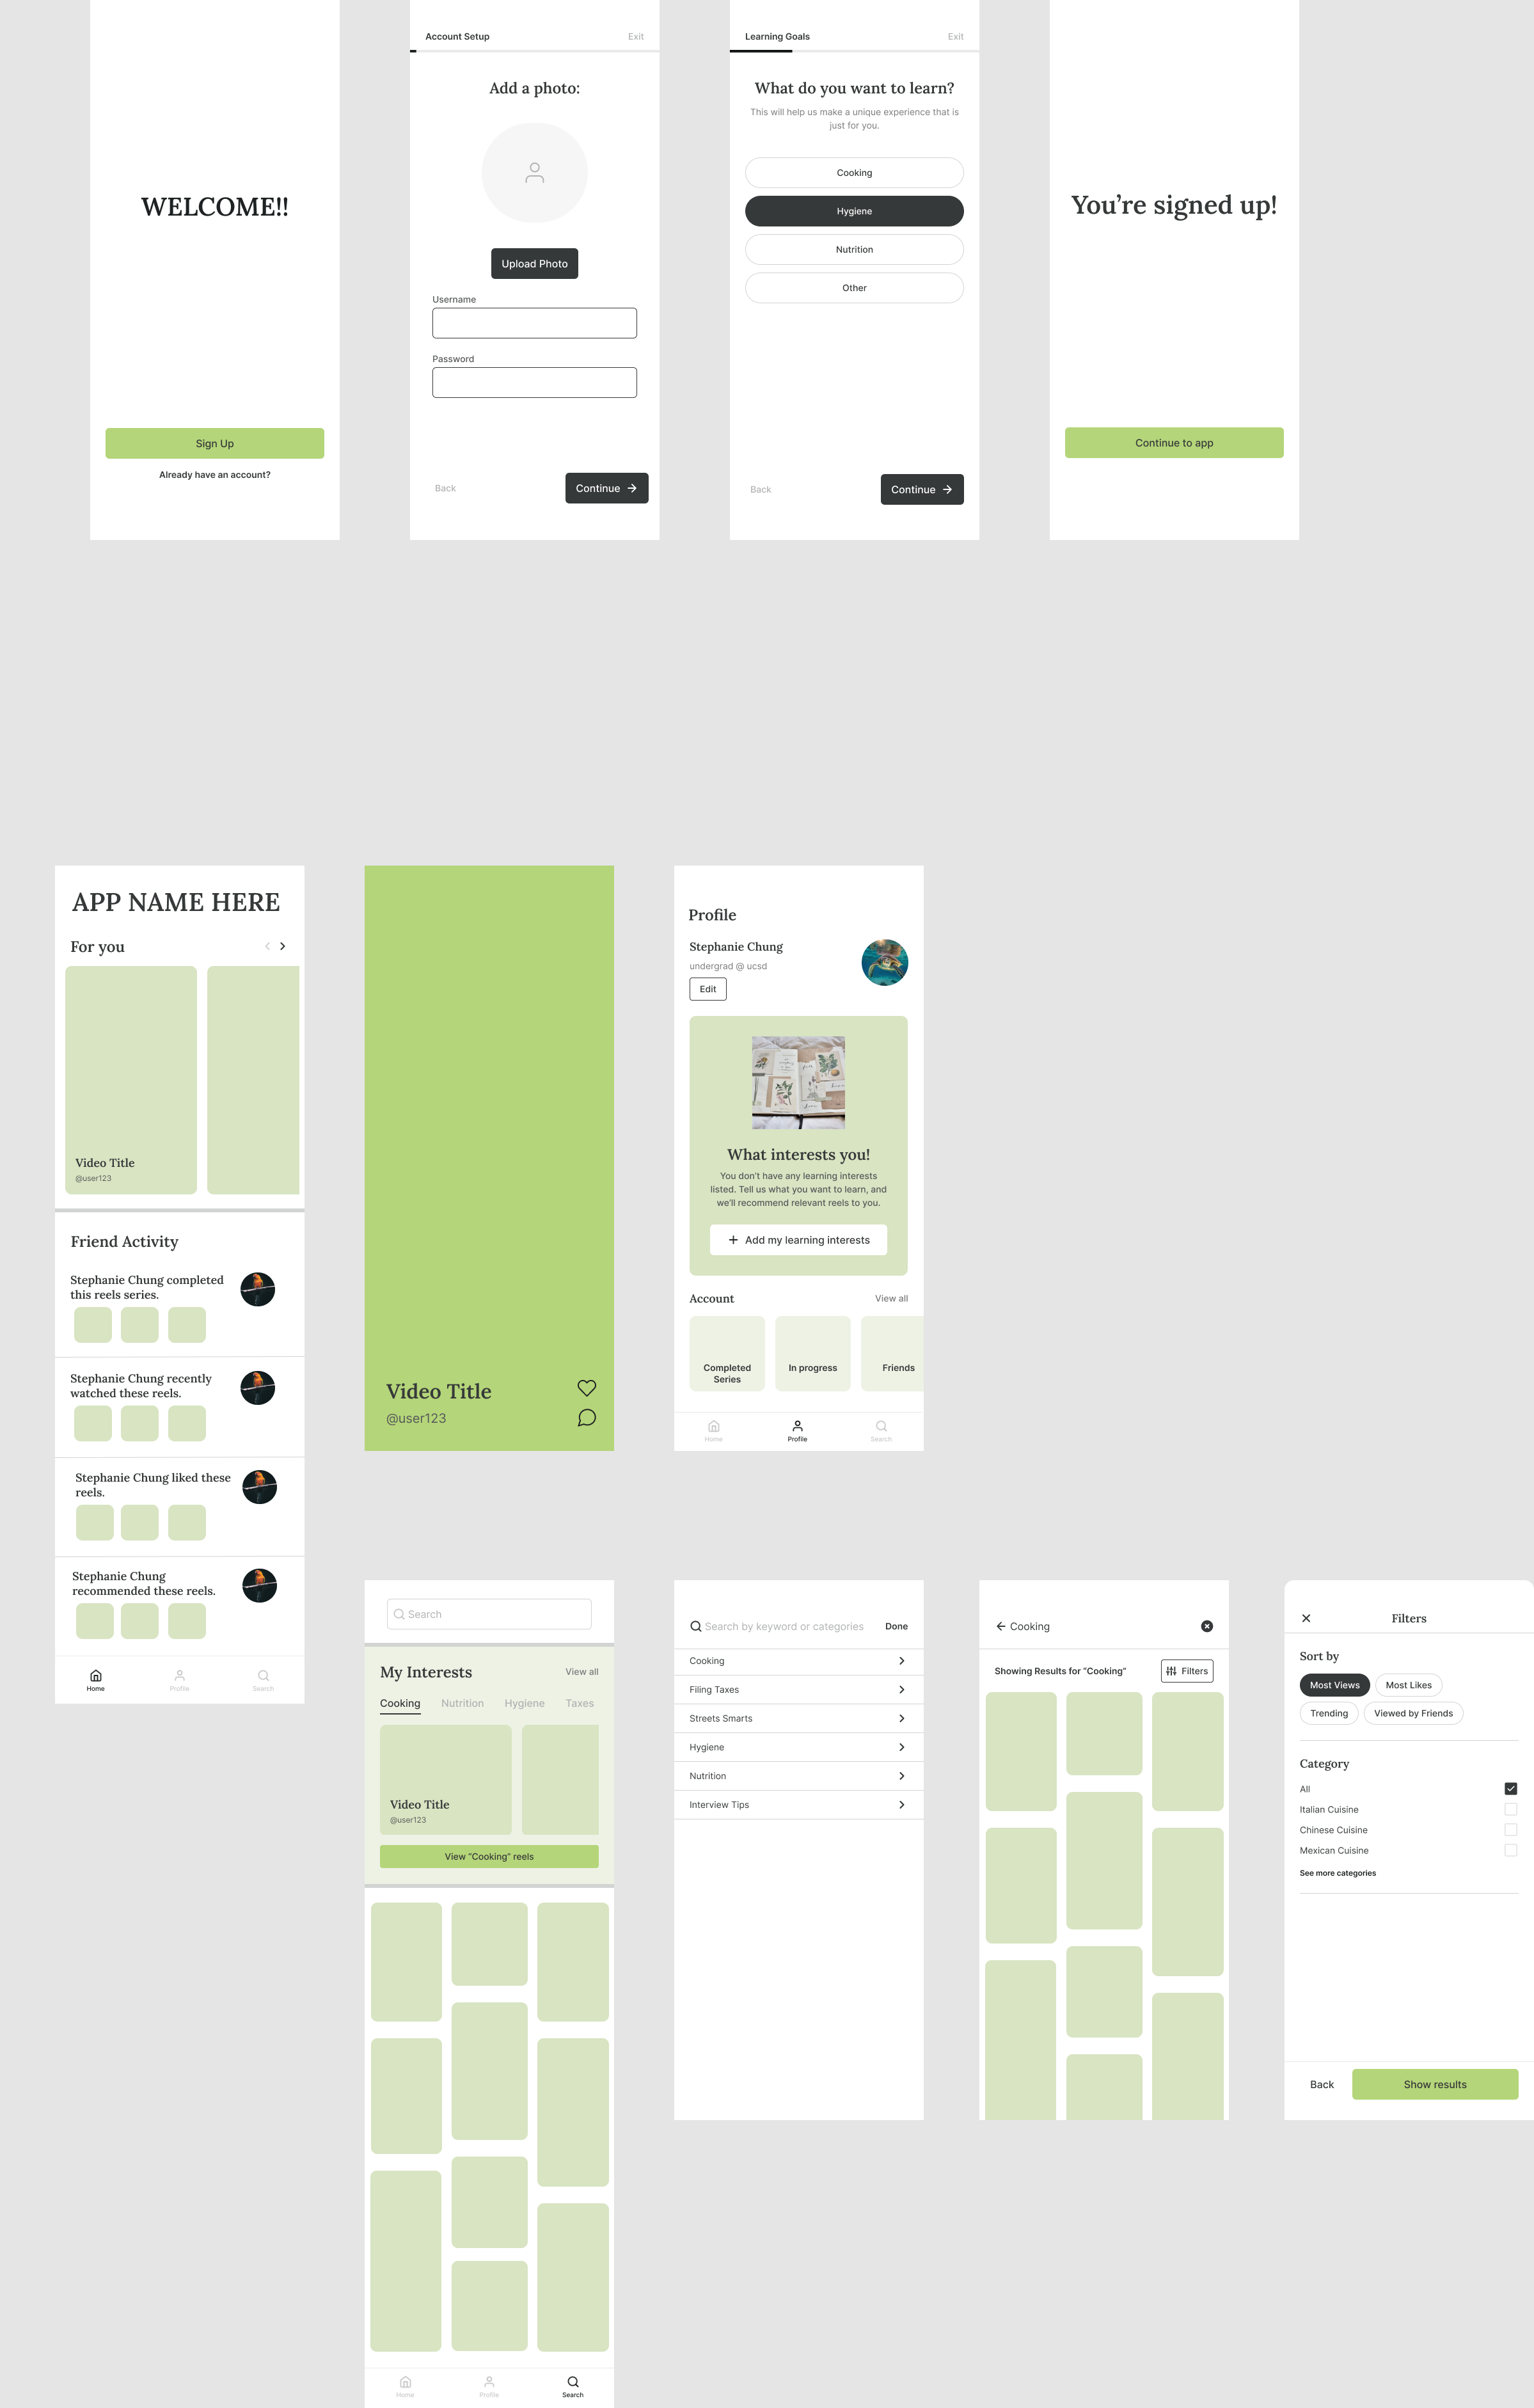 WELCOME!!
Sign Up
Already have an account?
Account Setup
Exit
Add a photo:
Upload Photo
Username
Password
Back
Continue
Learning Goals
Exit
What do you want to learn?
This will help us make a unique experience that is
just for you.
Cooking
Hygiene
Nutrition
Other
Back
Continue
You’re signed up!
Continue to app
APP NAME HERE
For you
Video Title
@user123
Friend Activity
Stephanie Chung completed
this reels series.
Stephanie Chung recently
watched these reels.
Stephanie Chung liked these
reels.
Stephanie Chung
recommended these reels.
Home
Profile
Search
Video Title
@user123
Profile
Stephanie Chung
undergrad @ ucsd
Edit
What interests you!
You don’t have any learning interests
listed. Tell us what you want to learn, and
we’ll recommend relevant reels to you.
Add my learning interests
Account
View all
Completed
Series
In progress
Friends
Home
Profile
Search
Search
My Interests
View all
Cooking
Nutrition
Hygiene
Taxes
Video Title
@user123
View “Cooking” reels
Home
Profile
Search
Search by keyword or categories
Done
Cooking
Filing Taxes
Streets Smarts
Hygiene
Nutrition
Interview Tips
Cooking
Showing Results for “Cooking”
Filters
Filters
Sort by
Most Views
Most Likes
Trending
Viewed by Friends
Category
All
Italian Cuisine
Chinese Cuisine
Mexican Cuisine
See more categories
Back
Show results